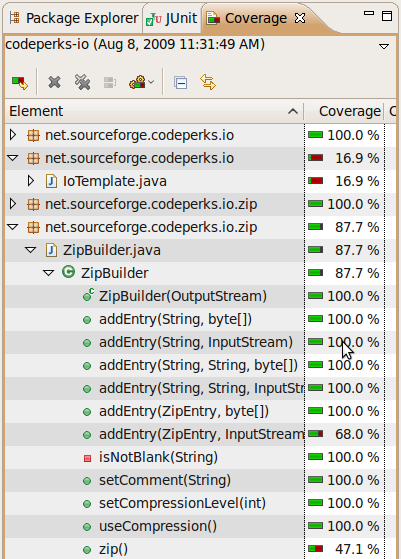 Package Explorer JUnit Coverage
codeperks-io (Aug 8, 2009 11:31:49 AM)
Element Coverage C
net.sourceforge.codeperks.io 100.0 %
net.sourceforge.codeperks.io 16.9 %
IoTemplate.java 16.9 %
net.sourceforge.codeperks.io.zip 100.0 %
net.sourceforge.codeperks.io.zip 87.7 %
ZipBuilder.java 87.7 %
ZipBuilder 87.7 %
ZipBuilder(OutputStream) 100.0 %
addEntry(String, byte[]) 100.0 %
addEntry(String, InputStream) 100.0 %
addEntry(String, String, byte[]) 100.0 %
addEntry(String, String, InputStr 100.0 %
addEntry(ZipEntry, byte[]) 100.0 %
addEntry(ZipEntry, InputStream 68.0 %
isNotBlank(String) 100.0 %
setComment(String) 100.0 %
setCompressionLevel(int) 100.0 %
useCompression() 100.0 %
zip() 47.1 %